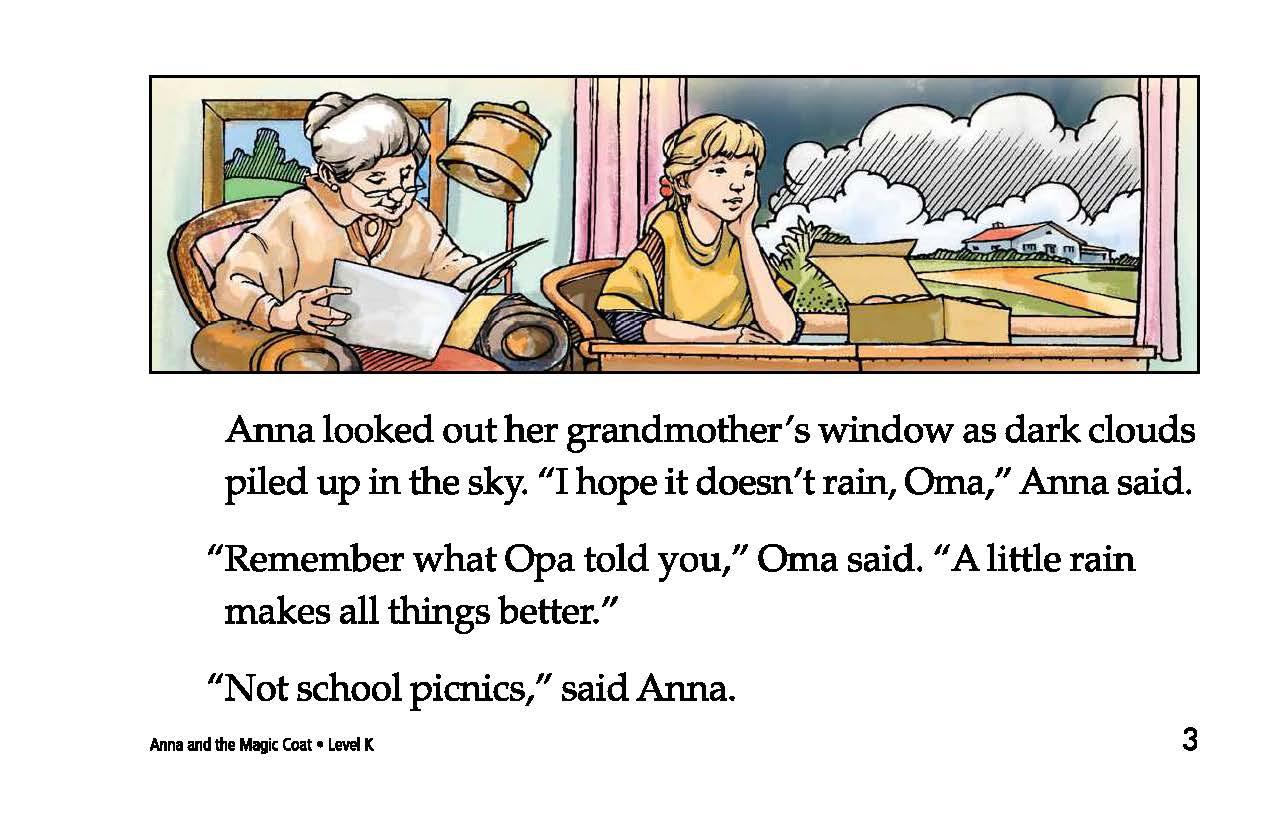 Anna looked out her grandmother’s window as dark clouds
piled up in the sky. “I hope it doesn’t rain, Oma,” Anna said.
“Remember what Opa told you,” Oma said. “A little rain
makes all things better.”
“Not school picnics,” said Anna.
Anna and the Magic Coat • Level K
3